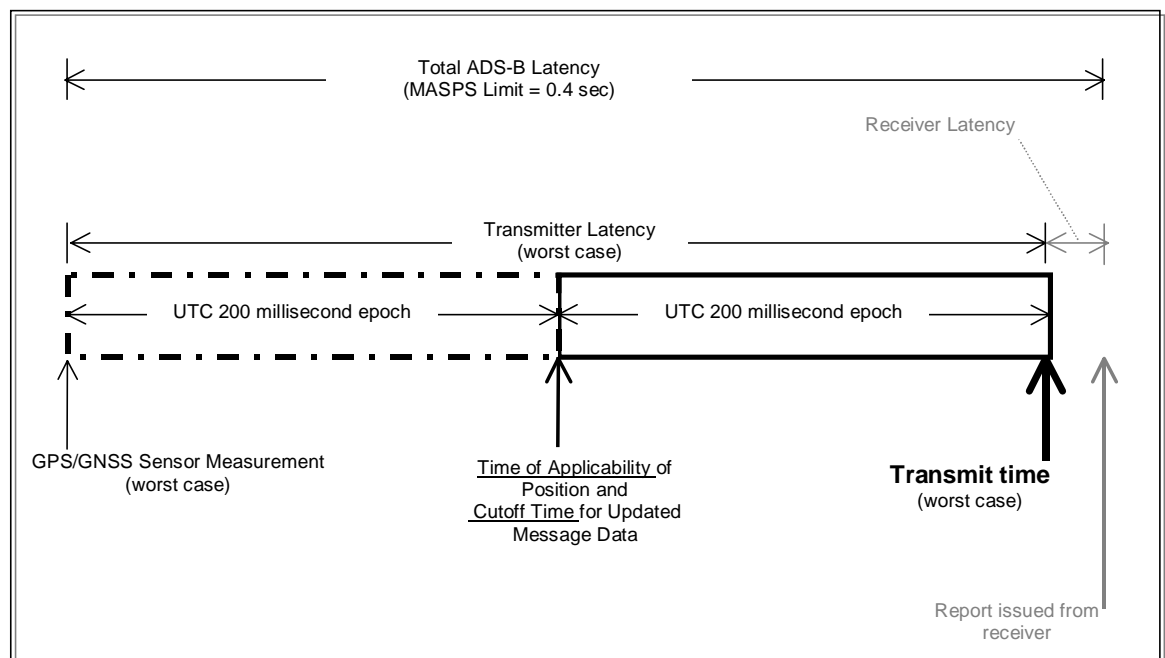 Total ADS-B Latency
(MASPS Limit = 0.4 sec)
Receiver Latency
Transmitter Latency
(worst case)
UTC 200 millisecond epoch
UTC 200 millisecond epoch
GPS/GNSS Sensor Measurement
(worst case)
Time of Applicability of
Position and
Cutoff Time for Updated
Message Data
Transmit time
(worst case)
Report issued from
receiver